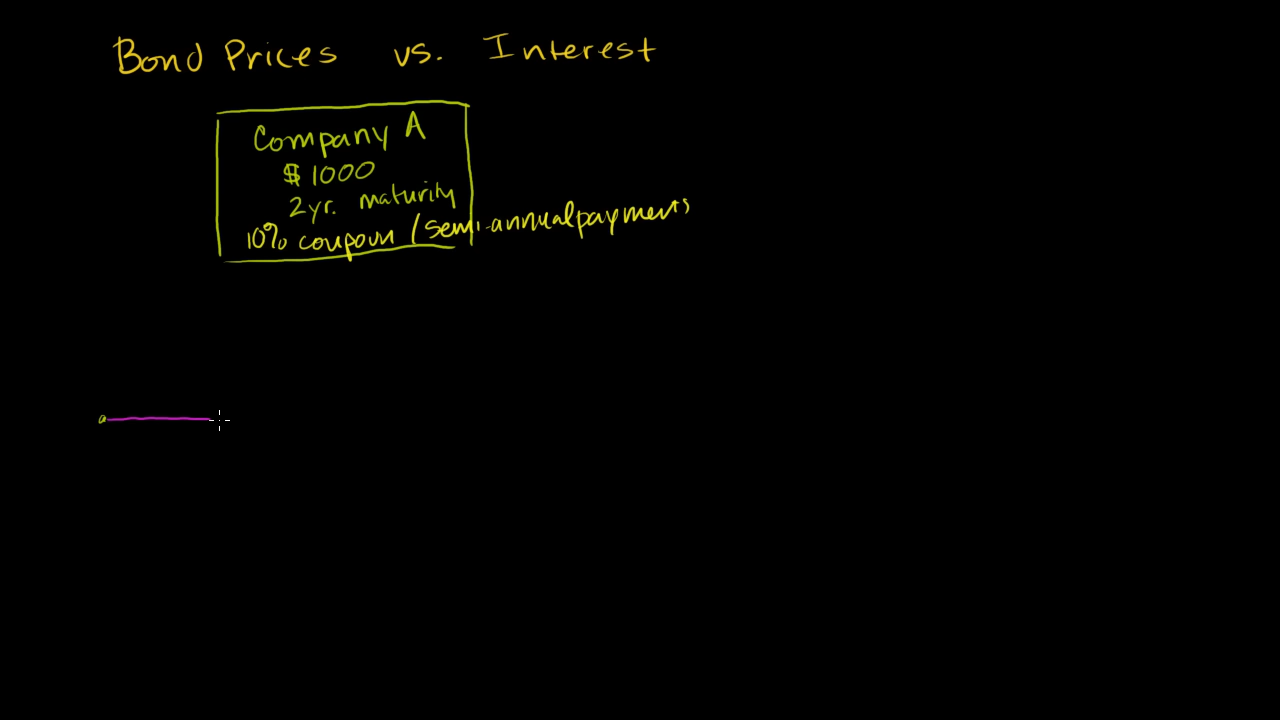 Bond Prices vs. Interest
Company A
$1000
2yr. maturity
10% coupon / semi-annual payments